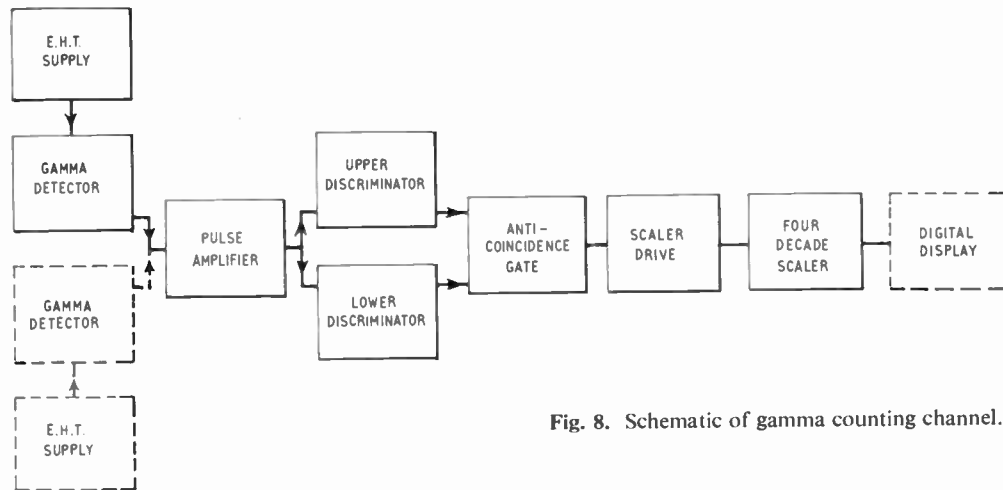 E.H.T.
SUPPLY
GAMMA
DETECTOR
GAMMA
DETECTOR
E.H.T.
SUPPLY
PULSE
AMPLIFIER
UPPER
DISCRIMINATOR
LOWER
DISCRIMINATOR
ANTI-
COINCIDENCE
GATE
SCALER
DRIVE
FOUR
DECADE
SCALER
DIGITAL
DISPLAY
Fig. 8. Schematic of gamma counting channel.